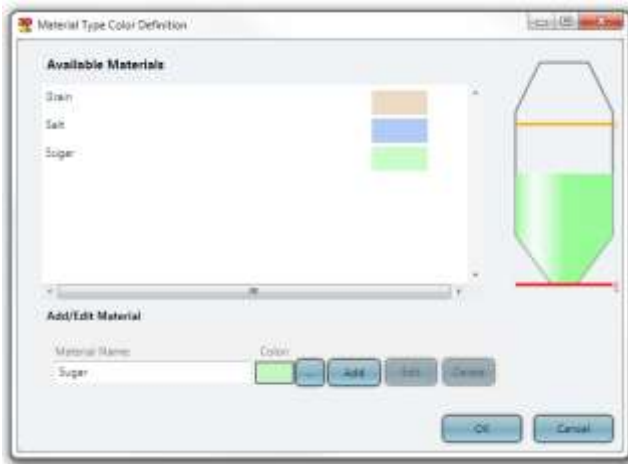 Material Type Color Definition
Available Materials
Grain
Salt
Sugar
Add/Edit Material
Material Name:
Color:
Sugar
... Add Edit Delete
OK Cancel